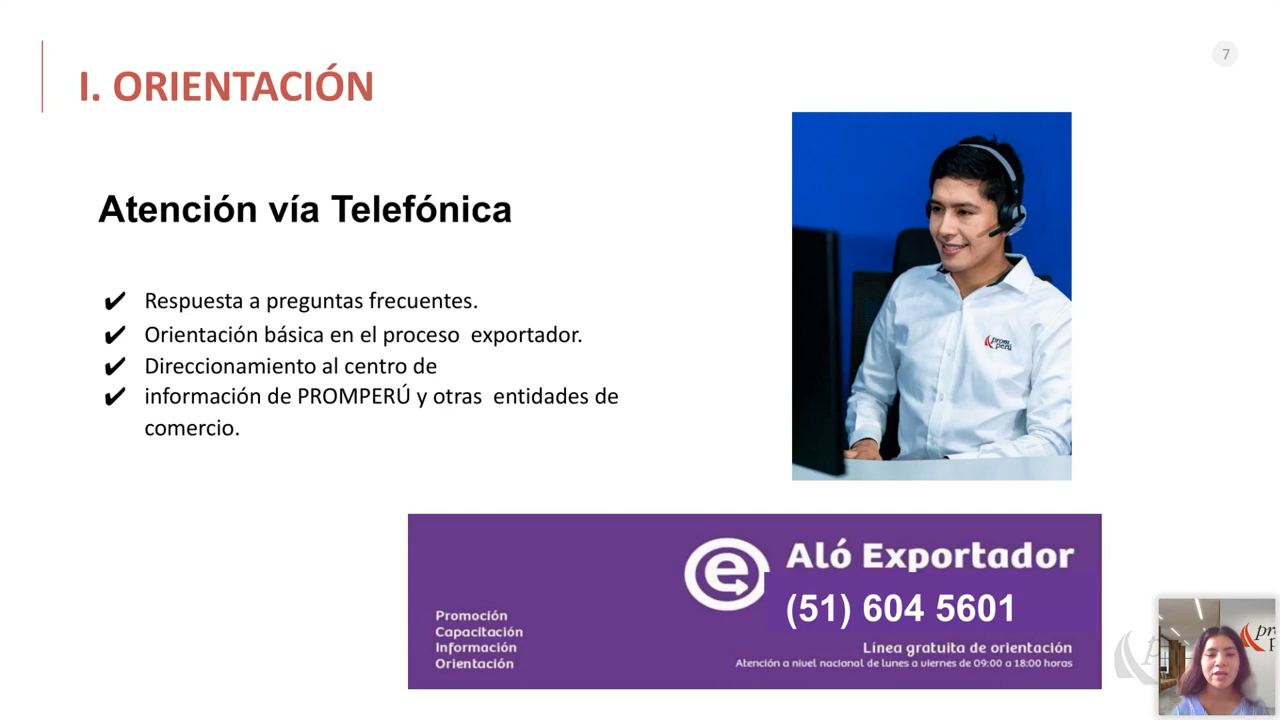 7
I. ORIENTACIÓN
Atención vía Telefónica
✔ Respuesta a preguntas frecuentes.
✔ Orientación básica en el proceso exportador.
✔ Direccionamiento al centro de
✔ información de PROMPERÚ y otras entidades de
comercio.
prom
perú
e
Aló Exportador
(51) 604 5601
Promoción
Capacitación
Información
Orientación
Línea gratuita de orientación
Atención a nivel nacional de lunes a viernes de 09:00 a 18:00 horas